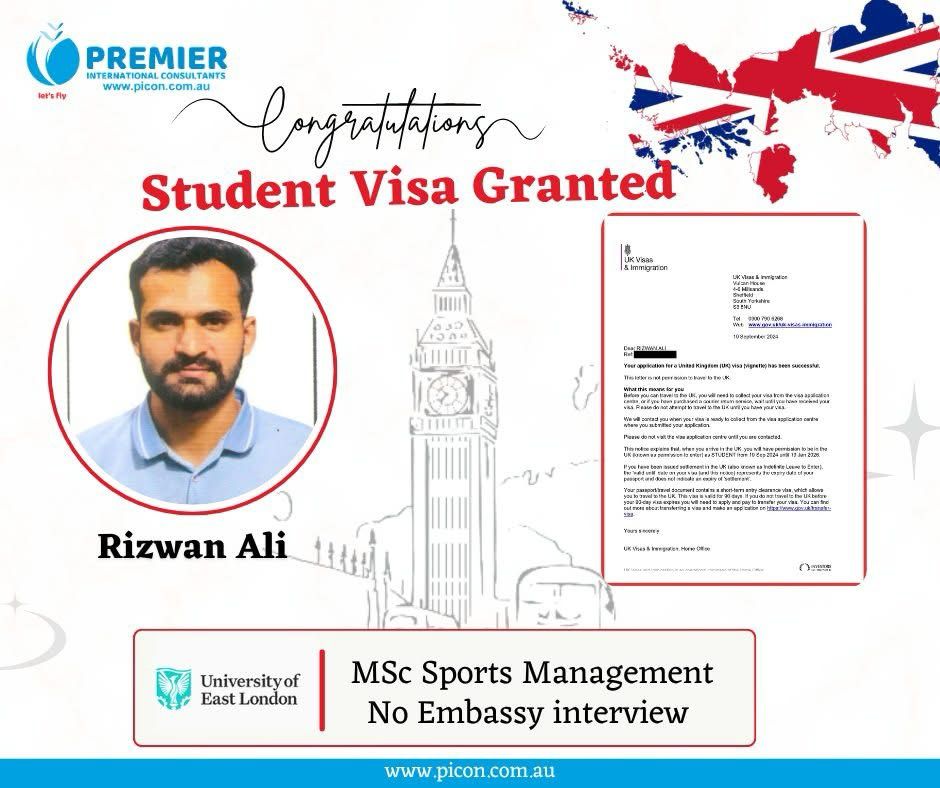 PREMIER
INTERNATIONAL CONSULTANTS
www.picon.com.au
let's fly
Congratulations
Student Visa Granted
UK Visas
& Immigration
UK Visas & Immigration
Vulcan House
4-6 Millsands
Sheffield
South Yorkshire
S3 8NU
Tel 0300 790 6268
Web www.gov.uk/uk-visas-immigration
10 September 2024
Dear RIZWAN ALI
Ref:
Your application for a United Kingdom (UK) visa (vignette) has been successful.
This letter is not permission to travel to the UK.
What this means for you
Before you can travel to the UK, you will need to collect your visa from the visa application
centre, or if you have purchased a courier return service, wait until you have received your
visa. Please do not attempt to travel to the UK until you have your visa.
We will contact you when your visa is ready to collect from the visa application centre
where you submitted your application.
Please do not visit the visa application centre until you are contacted.
This notice explains that, when you arrive in the UK, you will have permission to be in the
UK (known as permission to enter) as STUDENT from 10 Sep 2024 until 19 Jan 2026.
If you have been issued settlement in the UK (also known as Indefinite Leave to Enter),
the 'valid until' date on your visa (and this notice) represents the expiry date of your
passport and does not indicate an expiry of 'settlement'.
Your passport/travel document contains a short-term entry clearance visa, which allows
you to travel to the UK. This visa is valid for 90 days. If you do not travel to the UK before
your 90-day visa expires you will need to apply and pay to transfer your visa. You can find
out more about transferring a visa and make an application on https://www.gov.uk/transfer-
visa.
Yours sincerely
UK Visas & Immigration, Home Office
Rizwan Ali
University of
East London
MSc Sports Management
No Embassy interview
www.picon.com.au